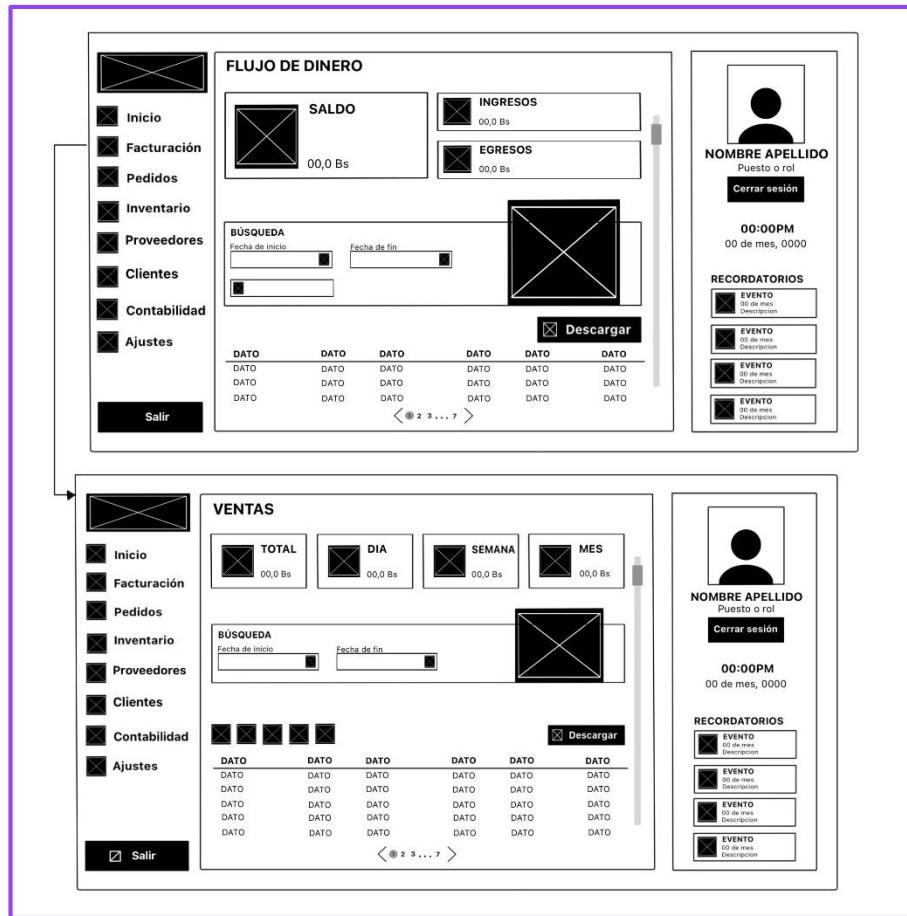 FLUJO DE DINERO
Inicio
Facturación
Pedidos
Inventario
Proveedores
Clientes
Contabilidad
Ajustes
Salir
SALDO
00,0 Bs
INGRESOS
00,0 Bs
EGRESOS
00,0 Bs
BÚSQUEDA
Fecha de inicio Fecha de fin
Descargar
DATO DATO DATO DATO DATO DATO
DATO DATO DATO DATO DATO DATO
DATO DATO DATO DATO DATO DATO
DATO DATO DATO DATO DATO DATO
1 2 3 . . . 7
NOMBRE APELLIDO
Puesto o rol
Cerrar sesión
00:00PM
00 de mes, 0000
RECORDATORIOS
EVENTO
00 de mes
Descripcion
EVENTO
00 de mes
Descripcion
EVENTO
00 de mes
Descripcion
EVENTO
00 de mes
Descripcion
VENTAS
Inicio
Facturación
Pedidos
Inventario
Proveedores
Clientes
Contabilidad
Ajustes
Salir
TOTAL
00,0 Bs
DIA
00,0 Bs
SEMANA
00,0 Bs
MES
00,0 Bs
BÚSQUEDA
Fecha de inicio Fecha de fin
Descargar
DATO DATO DATO DATO DATO DATO
DATO DATO DATO DATO DATO DATO
DATO DATO DATO DATO DATO DATO
DATO DATO DATO DATO DATO DATO
DATO DATO DATO DATO DATO DATO
DATO DATO DATO DATO DATO DATO
1 2 3 . . . 7
NOMBRE APELLIDO
Puesto o rol
Cerrar sesión
00:00PM
00 de mes, 0000
RECORDATORIOS
EVENTO
00 de mes
Descripcion
EVENTO
00 de mes
Descripcion
EVENTO
00 de mes
Descripcion
EVENTO
00 de mes
Descripcion